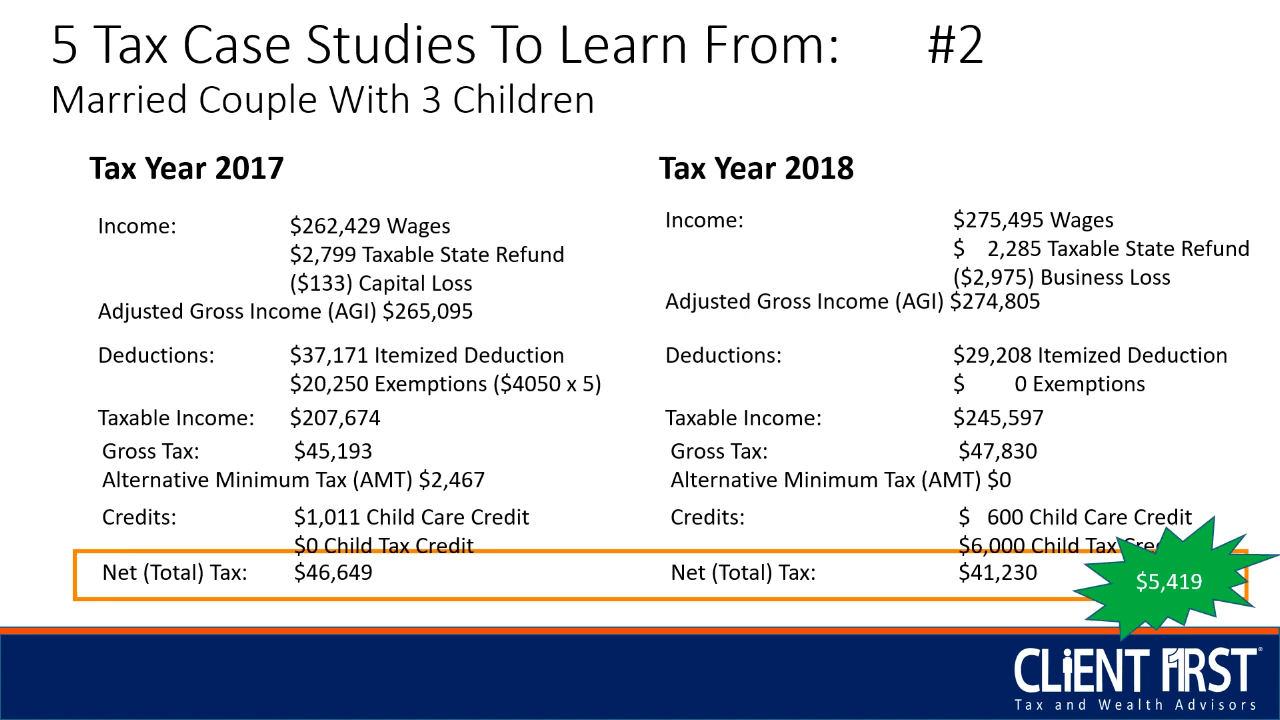 5 Tax Case Studies To Learn From: #2
Married Couple With 3 Children
Tax Year 2017
Income: $262,429 Wages
$2,799 Taxable State Refund
($133) Capital Loss
Adjusted Gross Income (AGI) $265,095
Deductions: $37,171 Itemized Deduction
$20,250 Exemptions ($4050 x 5)
Taxable Income: $207,674
Gross Tax: $45,193
Alternative Minimum Tax (AMT) $2,467
Credits: $1,011 Child Care Credit
$0 Child Tax Credit
Net (Total) Tax: $46,649
Tax Year 2018
Income: $275,495 Wages
$ 2,285 Taxable State Refund
($2,975) Business Loss
Adjusted Gross Income (AGI) $274,805
Deductions: $29,208 Itemized Deduction
$ 0 Exemptions
Taxable Income: $245,597
Gross Tax: $47,830
Alternative Minimum Tax (AMT) $0
Credits: $ 600 Child Care Credit
$6,000 Child Tax
Net (Total) Tax: $41,230
$5,419
CLiENT FIRST®
Tax and Wealth Advisors